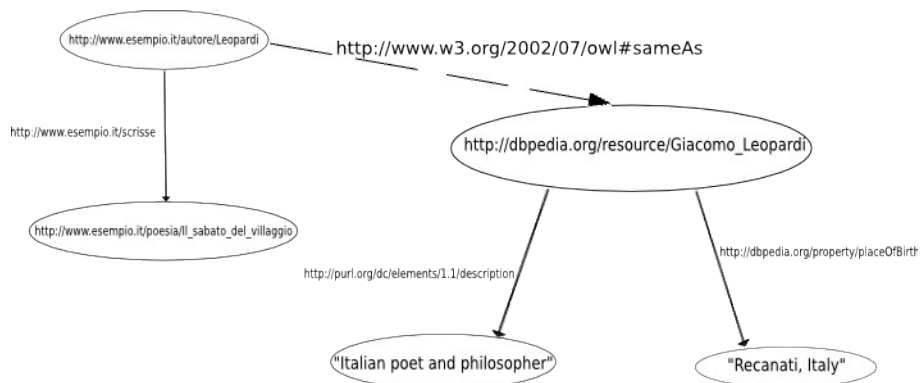 http://www.esempio.it/autore/Leopardi
http://www.w3.org/2002/07/owl#sameAs
http://www.esempio.it/scrisse
http://dbpedia.org/resource/Giacomo_Leopardi
http://www.esempio.it/poesia/Il_sabato_del_villaggio
http://dbpedia.org/property/placeOfBirth
http://purl.org/dc/elements/1.1/description
"Italian poet and philosopher"
"Recanati, Italy"